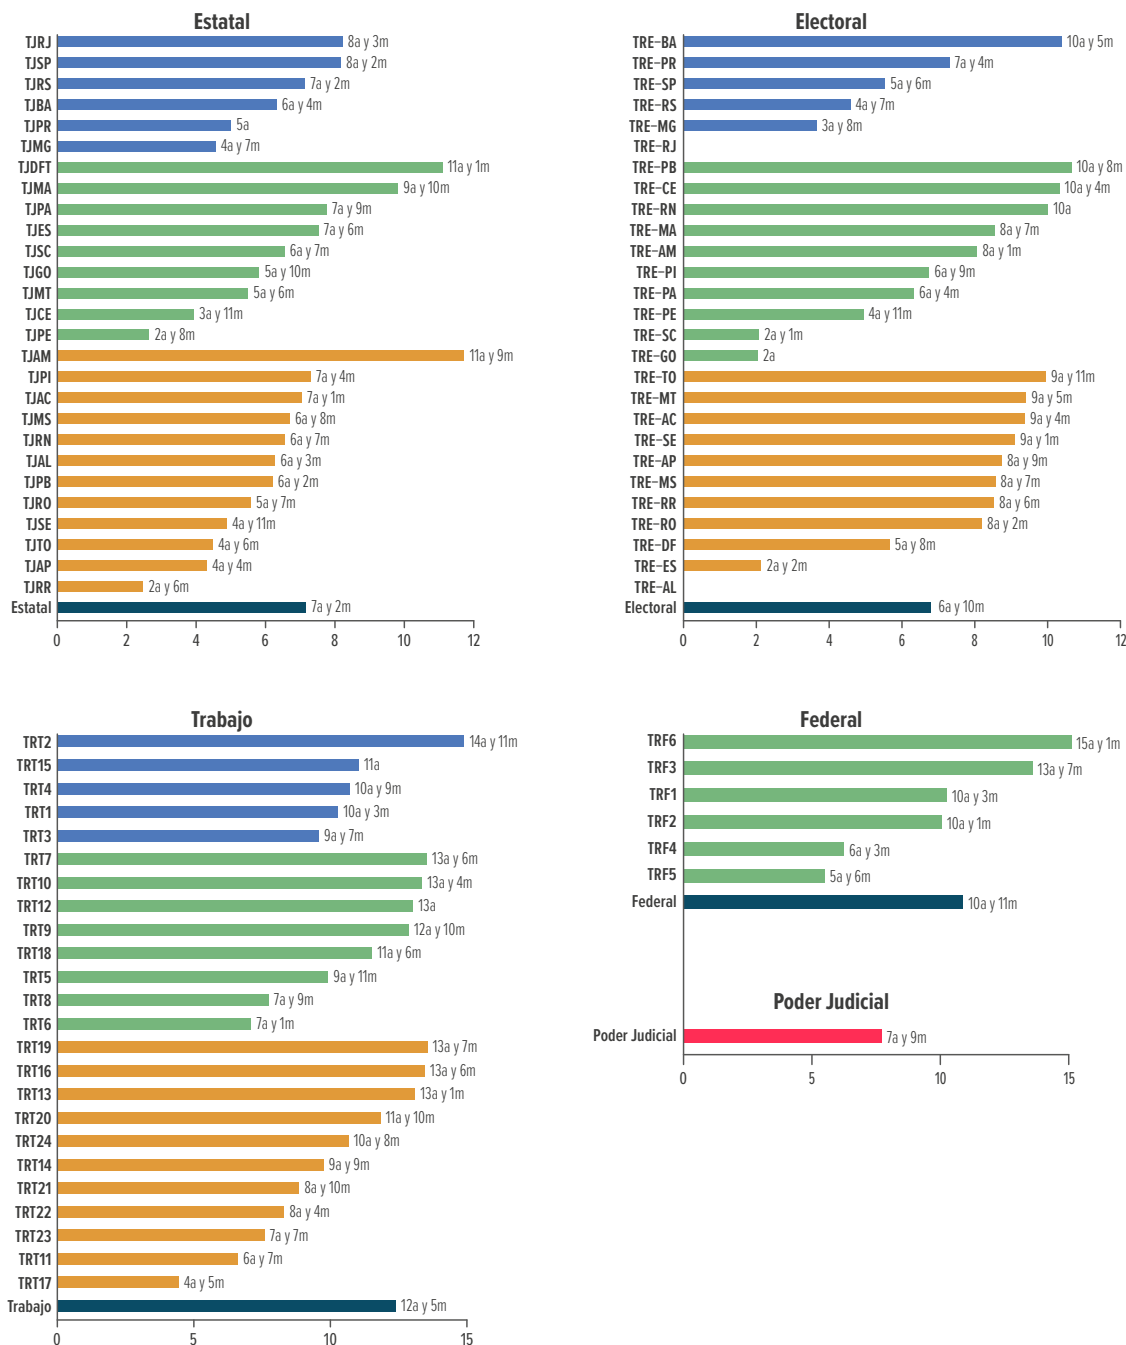 Estatal
TJRJ 8a y 3m
TJSP 8a y 2m
TJRS 7a y 2m
TJBA 6a y 4m
TJPR 5a
TJMG 4a y 7m
TJDFT 11a y 1m
TJMA 9a y 10m
TJPA 7a y 9m
TJES 7a y 6m
TJSC 6a y 7m
TJGO 5a y 10m
TJMT 5a y 6m
TJCE 3a y 11m
TJPE 2a y 8m
TJAM 11a y 9m
TJPI 7a y 4m
TJAC 7a y 1m
TJMS 6a y 8m
TJRN 6a y 7m
TJAL 6a y 3m
TJPB 6a y 2m
TJRO 5a y 7m
TJSE 4a y 11m
TJTO 4a y 6m
TJAP 4a y 4m
TJRR 2a y 6m
Estatal 7a y 2m
0 2 4 6 8 10 12
Electoral
TRE-BA 10a y 5m
TRE-PR 7a y 4m
TRE-SP 5a y 6m
TRE-RS 4a y 7m
TRE-MG 3a y 8m
TRE-RJ
TRE-PB 10a y 8m
TRE-CE 10a y 4m
TRE-RN 10a
TRE-MA 8a y 7m
TRE-AM 8a y 1m
TRE-PI 6a y 9m
TRE-PA 6a y 4m
TRE-PE 4a y 11m
TRE-SC 2a y 1m
TRE-GO 2a
TRE-TO 9a y 11m
TRE-MT 9a y 5m
TRE-AC 9a y 4m
TRE-SE 9a y 1m
TRE-AP 8a y 9m
TRE-MS 8a y 7m
TRE-RR 8a y 6m
TRE-RO 8a y 2m
TRE-DF 5a y 8m
TRE-ES 2a y 2m
TRE-AL
Electoral 6a y 10m
0 2 4 6 8 10 12
Trabajo
TRT2 14a y 11m
TRT15 11a
TRT4 10a y 9m
TRT1 10a y 3m
TRT3 9a y 7m
TRT7 13a y 6m
TRT10 13a y 4m
TRT12 13a
TRT9 12a y 10m
TRT18 11a y 6m
TRT5 9a y 11m
TRT8 7a y 9m
TRT6 7a y 1m
TRT19 13a y 7m
TRT16 13a y 6m
TRT13 13a y 1m
TRT20 11a y 10m
TRT24 10a y 8m
TRT14 9a y 9m
TRT21 8a y 10m
TRT22 8a y 4m
TRT23 7a y 7m
TRT11 6a y 7m
TRT17 4a y 5m
Trabajo 12a y 5m
0 5 10 15
Federal
TRF6 15a y 1m
TRF3 13a y 7m
TRF1 10a y 3m
TRF2 10a y 1m
TRF4 6a y 3m
TRF5 5a y 6m
Federal 10a y 11m
Poder Judicial
Poder Judicial 7a y 9m
0 5 10 15